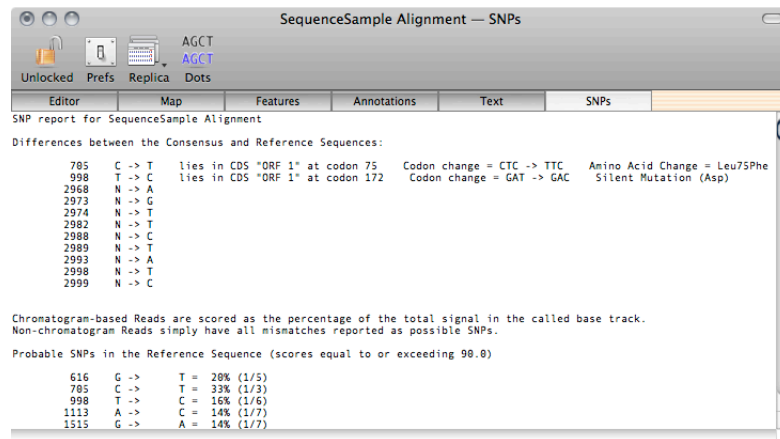 SequenceSample Alignment — SNPs
AGCT
AGCT
Unlocked Prefs Replica Dots
Editor Map Features Annotations Text SNPs
SNP report for SequenceSample Alignment
Differences between the Consensus and Reference Sequences:
705 C -> T lies in CDS "ORF 1" at codon 75 Codon change = CTC -> TTC Amino Acid Change = Leu75Phe
998 T -> C lies in CDS "ORF 1" at codon 172 Codon change = GAT -> GAC Silent Mutation (Asp)
2968 N -> A
2973 N -> G
2974 N -> T
2982 N -> T
2988 N -> C
2989 N -> T
2993 N -> A
2998 N -> T
2999 N -> C
Chromatogram-based Reads are scored as the percentage of the total signal in the called base track.
Non-chromatogram Reads simply have all mismatches reported as possible SNPs.
Probable SNPs in the Reference Sequence (scores equal to or exceeding 90.0)
616 G -> T = 20% (1/5)
705 C -> T = 33% (1/3)
998 T -> C = 16% (1/6)
1113 A -> C = 14% (1/7)
1515 G -> A = 14% (1/7)